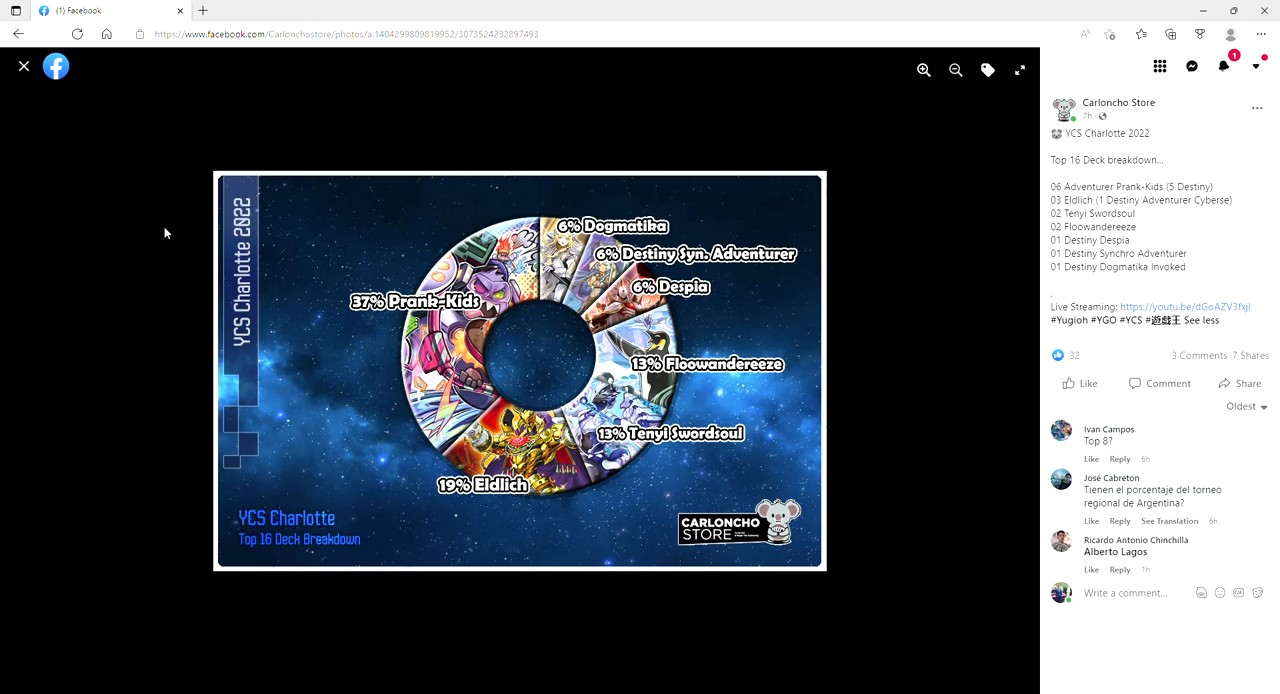 (1) Facebook
https://www.facebook.com/Carlonchostore/photos/a.1404299809819952/3073524232897493
1
Carloncho Store
7h
YCS Charlotte 2022
Top 16 Deck breakdown...
06 Adventurer Prank-Kids (5 Destiny)
03 Eldlich (1 Destiny Adventurer Cyberse)
02 Tenyi Swordsoul
02 Floowandereeze
01 Destiny Despia
01 Destiny Synchro Adventurer
01 Destiny Dogmatika Invoked
.
Live Streaming: https://youtu.be/dGoAZV3fxjI
#Yugioh #YGO #YCS #遊戯王 See less
32
3 Comments 7 Shares
Like Comment Share
Oldest
Ivan Campos
Top 8?
Like Reply 6h
José Cabretón
Tienen el porcentaje del torneo
regional de Argentina?
Like Reply See Translation 6h
Ricardo Antonio Chinchilla
Alberto Lagos
Like Reply 1h
Write a comment...
YCS Charlotte 2022
6% Dogmatika
6% Destiny Syn. Adventurer
6% Despia
37% Prank-Kids
13% Floowandereeze
13% Tenyi Swordsoul
19% Eldlich
YCS Charlotte
Top 16 Deck Breakdown
CARLONCHO
STORE